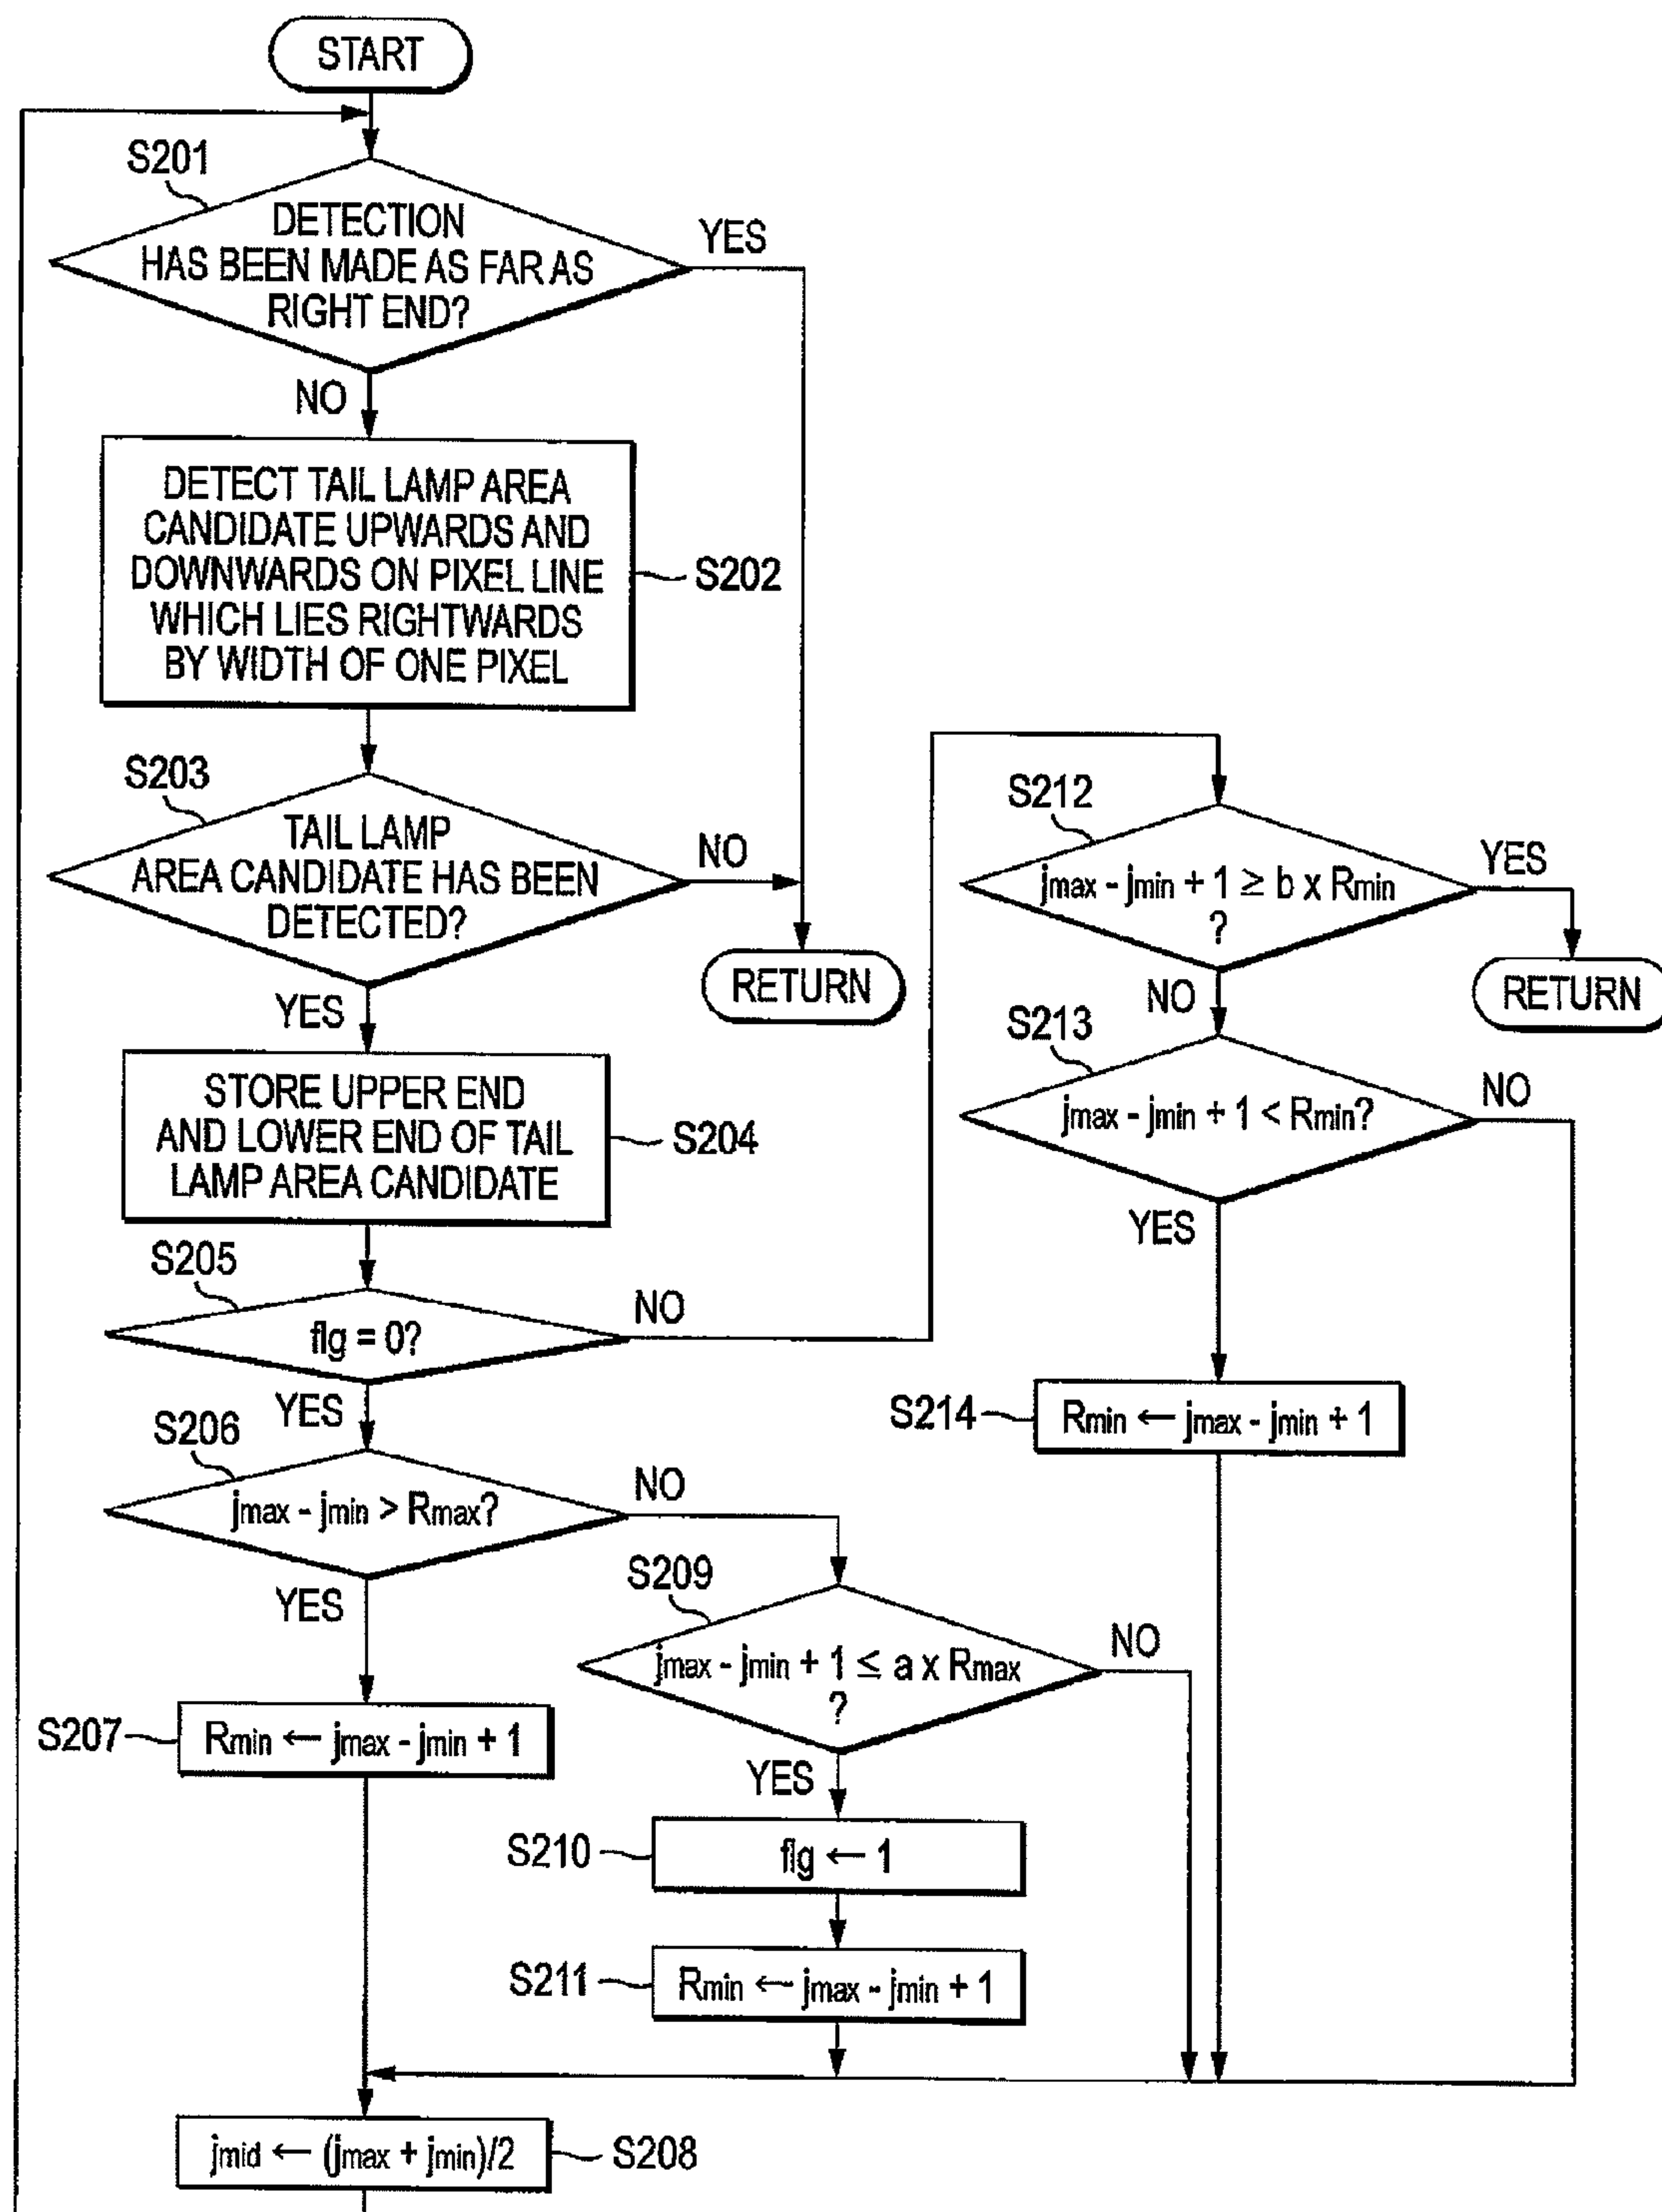 START
S201
DETECTION
HAS BEEN MADE AS FAR AS
RIGHT END?
YES
NO
DETECT TAIL LAMP AREA
CANDIDATE UPWARDS AND
DOWNWARDS ON PIXEL LINE
WHICH LIES RIGHTWARDS
BY WIDTH OF ONE PIXEL
S202
S203
TAIL LAMP
AREA CANDIDATE HAS BEEN
DETECTED?
NO
RETURN
YES
STORE UPPER END
AND LOWER END OF TAIL
LAMP AREA CANDIDATE
S204
S205
flg = 0?
NO
YES
S206
jmax - jmin > Rmax?
NO
YES
S207
Rmin ← jmax - jmin + 1
S209
jmax - jmin + 1 ≤ a x Rmax
?
NO
YES
S210
flg ← 1
S211
Rmin ← jmax - jmin + 1
S212
jmax - jmin + 1 ≥ b x Rmin
?
YES
RETURN
NO
S213
jmax - jmin + 1 < Rmin?
NO
YES
S214
Rmin ← jmax - jmin + 1
jmid ← (jmax + jmin)/2
S208